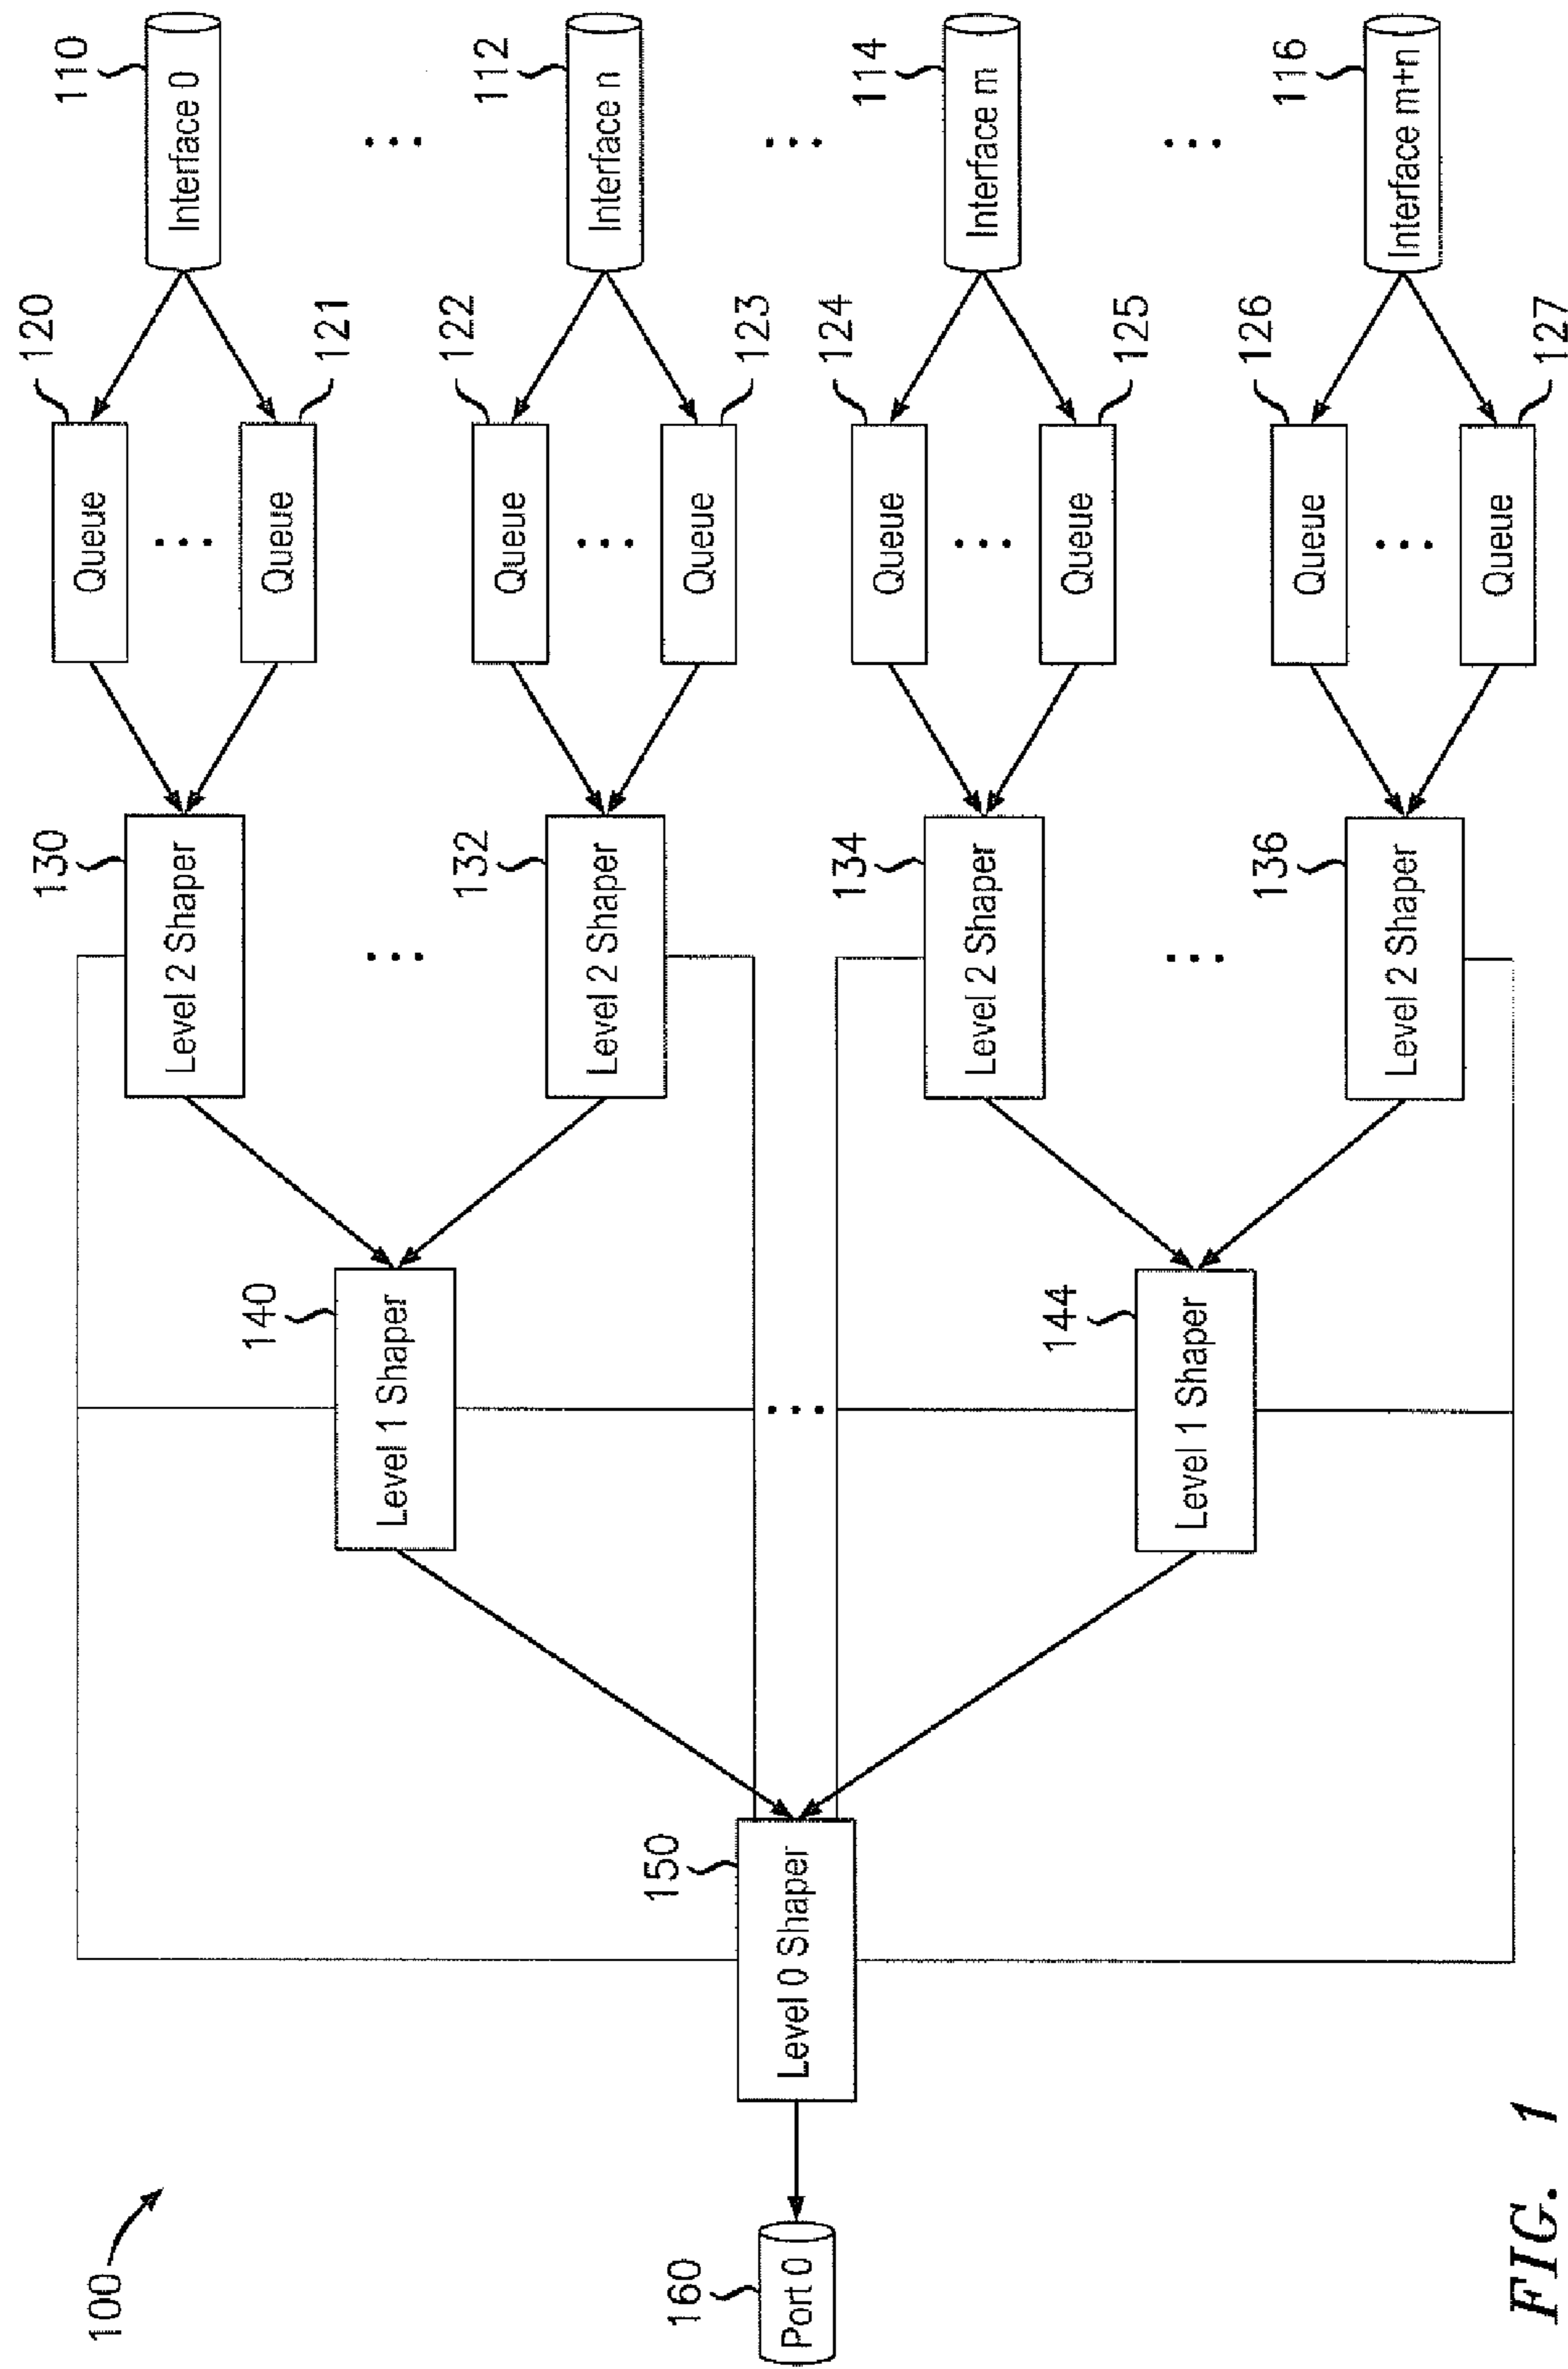 100
160
Port 0
150
Level 0 Shaper
140
Level 1 Shaper
144
Level 1 Shaper
130
Level 2 Shaper
132
Level 2 Shaper
134
Level 2 Shaper
136
Level 2 Shaper
120
Queue
121
Queue
122
Queue
123
Queue
124
Queue
125
Queue
126
Queue
127
Queue
110
Interface 0
112
Interface n
114
Interface m
116
Interface m+n
FIG. 1